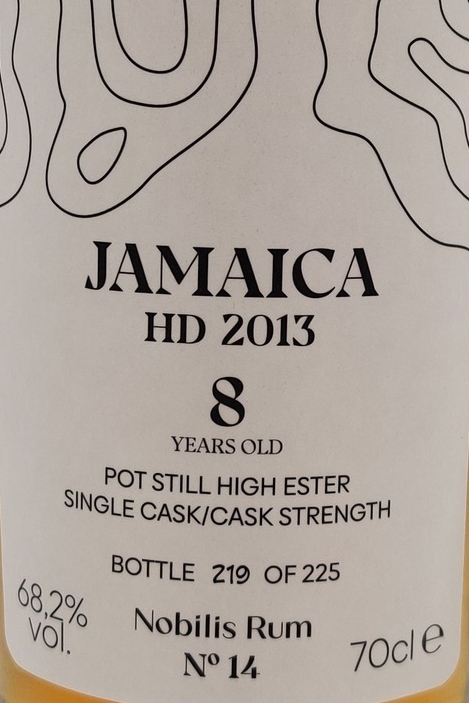 JAMAICA
HD 2013
8
YEARS OLD
POT STILL HIGH ESTER
SINGLE CASK/CASK STRENGTH
BOTTLE 219 OF 225
68,2%
vol.
Nobilis Rum
Nº 14
70cl e